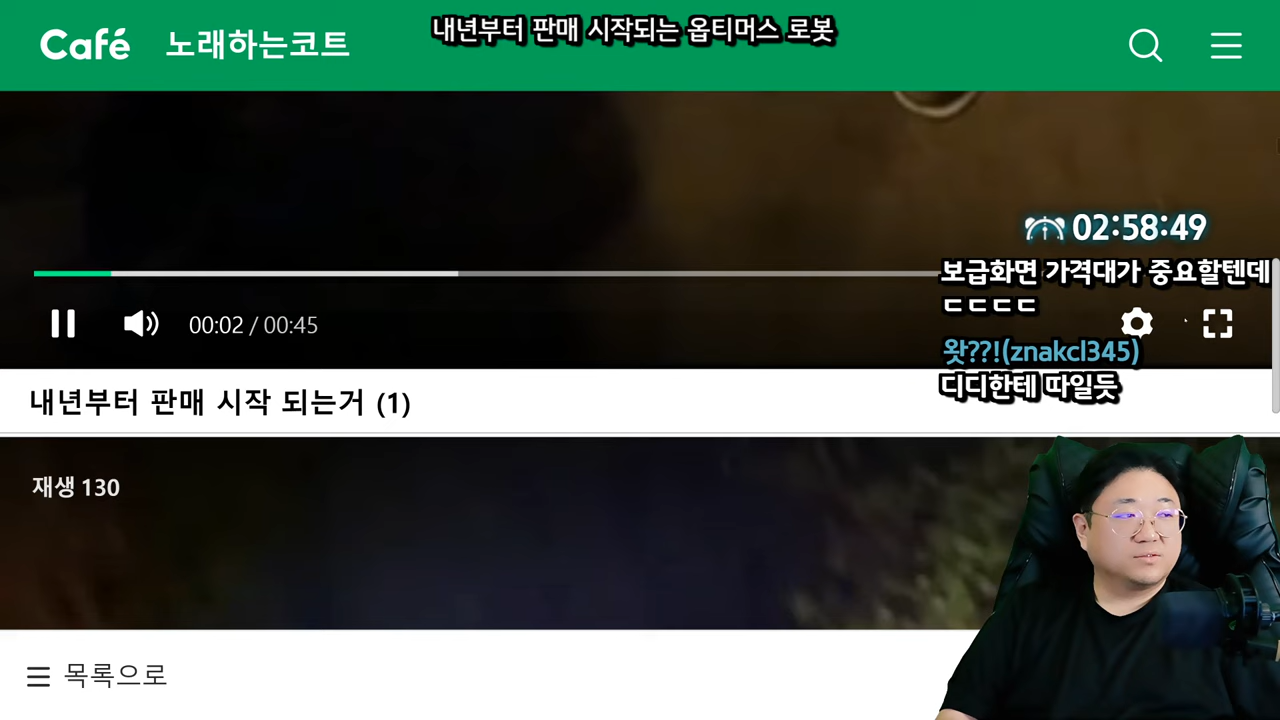 내년부터 판매 시작되는 옵티머스 로봇
Café 노래하는코트
02:58:49
보급화면 가격대가 중요할텐데
ㄷㄷㄷㄷ
00:02 / 00:45
왓??!(znakcl345)
디디한테 따일듯
내년부터 판매 시작 되는거 (1)
재생 130
목록으로